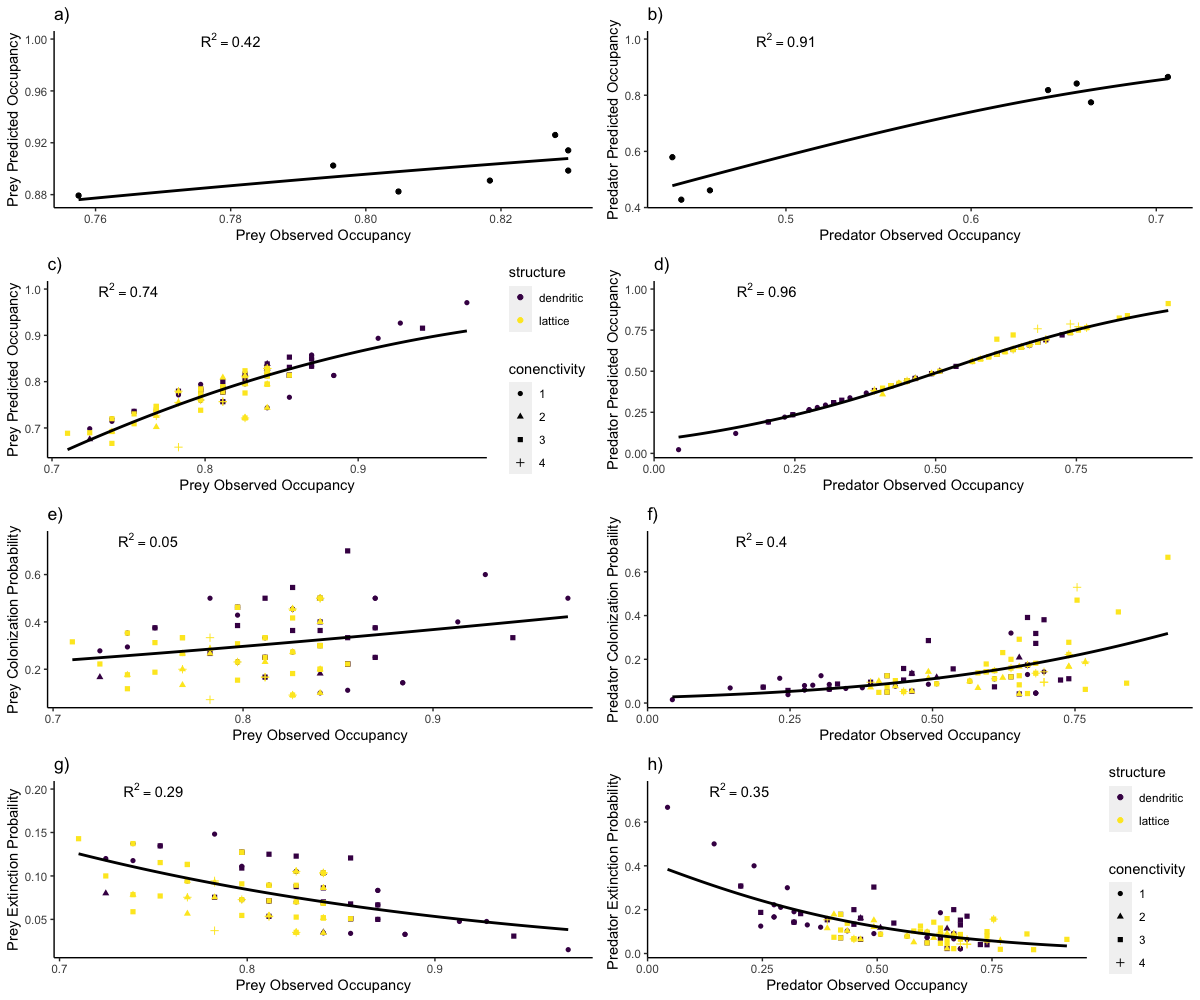 a)
R² = 0.42
1.00
0.96
0.92
0.88
Prey Predicted Occupancy
0.76 0.78 0.80 0.82
Prey Observed Occupancy
b)
R² = 0.91
1.0
0.8
0.6
0.4
Predator Predicted Occupancy
0.5 0.6 0.7
Predator Observed Occupancy
c)
R² = 0.74
1.0
0.9
0.8
0.7
Prey Predicted Occupancy
0.7 0.8 0.9
Prey Observed Occupancy
structure
dendritic
lattice
conenctivity
1
2
3
4
d)
R² = 0.96
1.00
0.75
0.50
0.25
0.00
Predator Predicted Occupancy
0.00 0.25 0.50 0.75
Predator Observed Occupancy
e)
R² = 0.05
0.6
0.4
0.2
Prey Colonization Probability
0.7 0.8 0.9
Prey Observed Occupancy
f)
R² = 0.4
0.6
0.4
0.2
0.0
Predator Colonization Probaility
0.00 0.25 0.50 0.75
Predator Observed Occupancy
g)
R² = 0.29
0.20
0.15
0.10
0.05
Prey Extinction Probaility
0.7 0.8 0.9
Prey Observed Occupancy
h)
R² = 0.35
0.6
0.4
0.2
0.0
Predator Extinction Probability
0.00 0.25 0.50 0.75
Predator Observed Occupancy
structure
dendritic
lattice
conenctivity
1
2
3
4